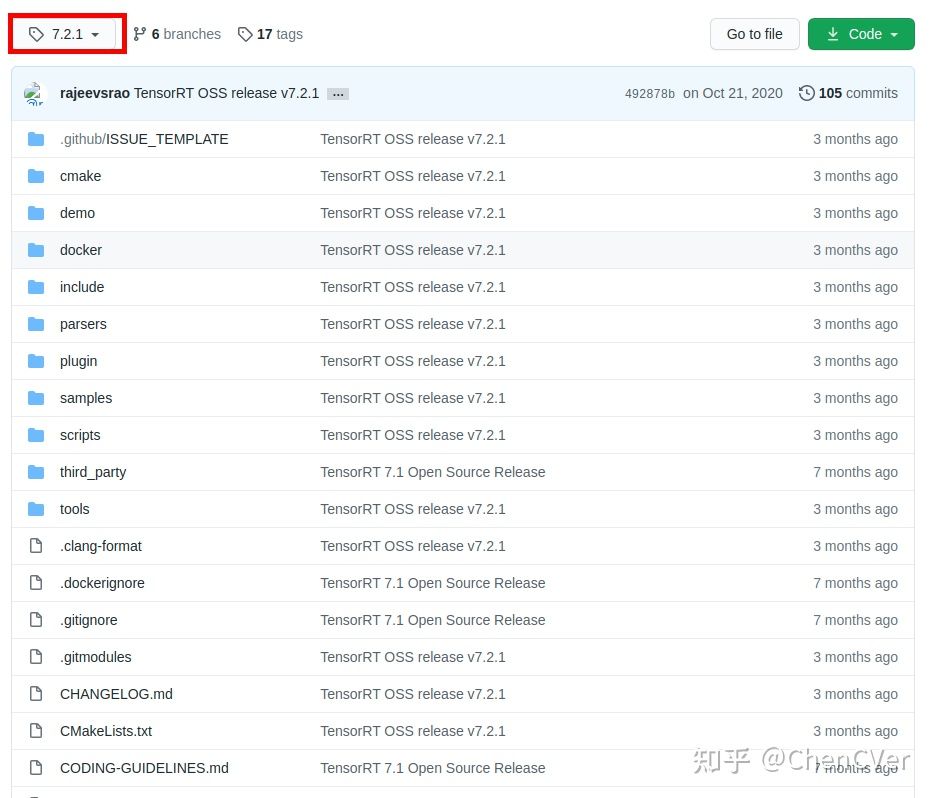 7.2.1 6 branches 17 tags Go to file Code
rajeevsrao TensorRT OSS release v7.2.1 ... 492878b on Oct 21, 2020 105 commits
.github/ISSUE_TEMPLATE TensorRT OSS release v7.2.1 3 months ago
cmake TensorRT OSS release v7.2.1 3 months ago
demo TensorRT OSS release v7.2.1 3 months ago
docker TensorRT OSS release v7.2.1 3 months ago
include TensorRT OSS release v7.2.1 3 months ago
parsers TensorRT OSS release v7.2.1 3 months ago
plugin TensorRT OSS release v7.2.1 3 months ago
samples TensorRT OSS release v7.2.1 3 months ago
scripts TensorRT OSS release v7.2.1 3 months ago
third_party TensorRT 7.1 Open Source Release 7 months ago
tools TensorRT OSS release v7.2.1 3 months ago
.clang-format TensorRT OSS release v7.2.1 3 months ago
.dockerignore TensorRT 7.1 Open Source Release 7 months ago
.gitignore TensorRT 7.1 Open Source Release 7 months ago
.gitmodules TensorRT OSS release v7.2.1 3 months ago
CHANGELOG.md TensorRT OSS release v7.2.1 3 months ago
CMakeLists.txt TensorRT OSS release v7.2.1 3 months ago
CODING-GUIDELINES.md TensorRT 7.1 Open Source Release 7 months ago
知乎 @ChenCVer